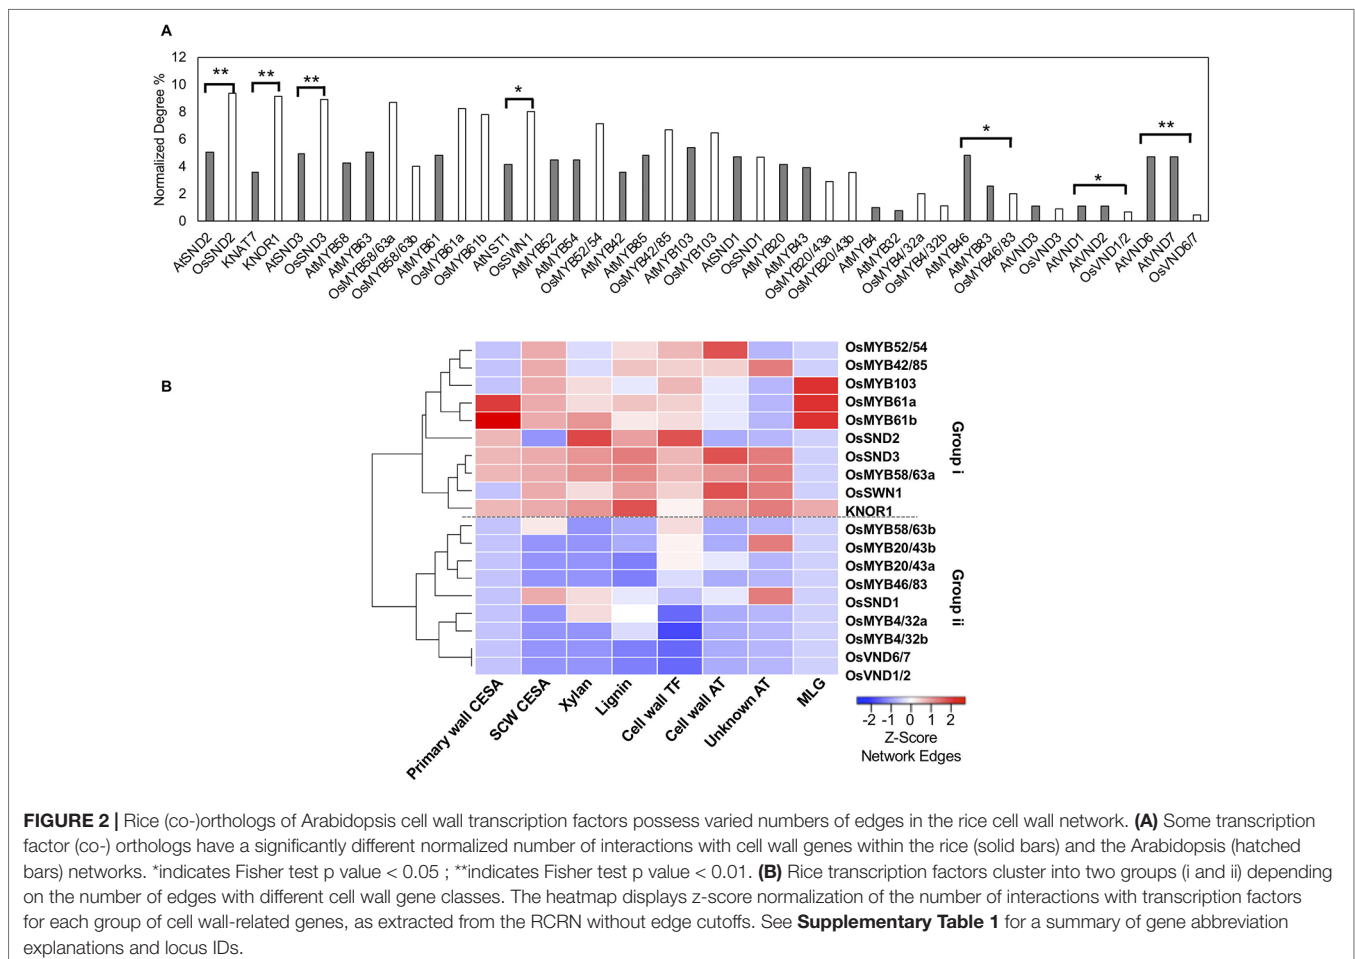 A
12
10
8
6
4
2
0
Normalized Degree %
**
**
**
*
*
*
**
AtSND2
OsSND2
KNAT7
KNOR1
AtSND3
OsSND3
AtMYB58
AtMYB63
OsMYB58/63a
OsMYB58/63b
AtMYB61
OsMYB61a
OsMYB61b
AtNST1
OsSWN1
AtMYB52
AtMYB54
OsMYB52/54
AtMYB42
AtMYB85
OsMYB42/85
AtMYB103
OsMYB103
AtSND1
OsSND1
AtMYB20
AtMYB43
OsMYB20/43a
OsMYB20/43b
AtMYB4
AtMYB32
OsMYB4/32a
OsMYB4/32b
AtMYB46
AtMYB83
OsMYB46/83
AtVND3
OsVND3
AtVND1
AtVND2
OsVND1/2
AtVND6
AtVND7
OsVND6/7
B
OsMYB52/54
OsMYB42/85
OsMYB103
OsMYB61a
OsMYB61b
OsSND2
OsSND3
OsMYB58/63a
OsSWN1
KNOR1
OsMYB58/63b
OsMYB20/43b
OsMYB20/43a
OsMYB46/83
OsSND1
OsMYB4/32a
OsMYB4/32b
OsVND6/7
OsVND1/2
Group i
Group ii
Primary wall CESA
SCW CESA
Xylan
Lignin
Cell wall TF
Cell wall AT
Unknown AT
MLG
-2 -1 0 1 2
Z-Score
Network Edges
FIGURE 2 | Rice (co-)orthologs of Arabidopsis cell wall transcription factors possess varied numbers of edges in the rice cell wall network. (A) Some transcription
factor (co-) orthologs have a significantly different normalized number of interactions with cell wall genes within the rice (solid bars) and the Arabidopsis (hatched
bars) networks. *indicates Fisher test p value < 0.05 ; **indicates Fisher test p value < 0.01. (B) Rice transcription factors cluster into two groups (i and ii) depending
on the number of edges with different cell wall gene classes. The heatmap displays z-score normalization of the number of interactions with transcription factors
for each group of cell wall-related genes, as extracted from the RCRN without edge cutoffs. See Supplementary Table 1 for a summary of gene abbreviation
explanations and locus IDs.